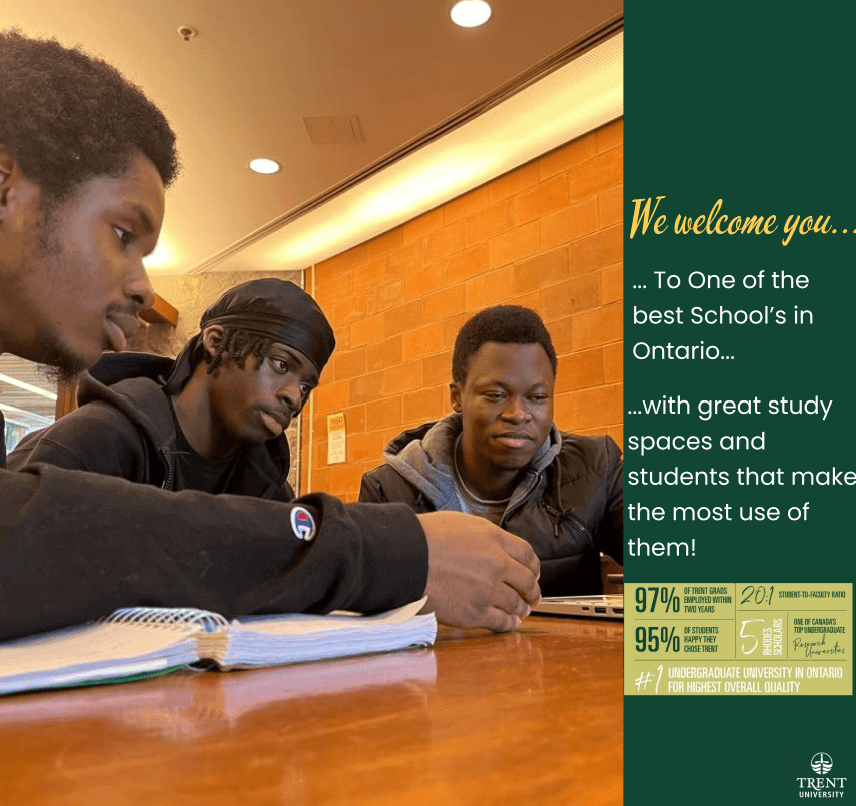 We welcome you...
... To One of the
best School's in
Ontario...
...with great study
spaces and
students that make
the most use of
them!
97% OF TRENT GRADS
EMPLOYED WITHIN
TWO YEARS
20:1 STUDENT-TO-FACULTY RATIO
95% OF STUDENTS
HAPPY THEY
CHOSE TRENT
5 RHODES
SCHOLARS
ONE OF CANADA'S
TOP UNDERGRADUATE
Research
Universities
#1 UNDERGRADUATE UNIVERSITY IN ONTARIO
FOR HIGHEST OVERALL QUALITY
TRENT
UNIVERSITY